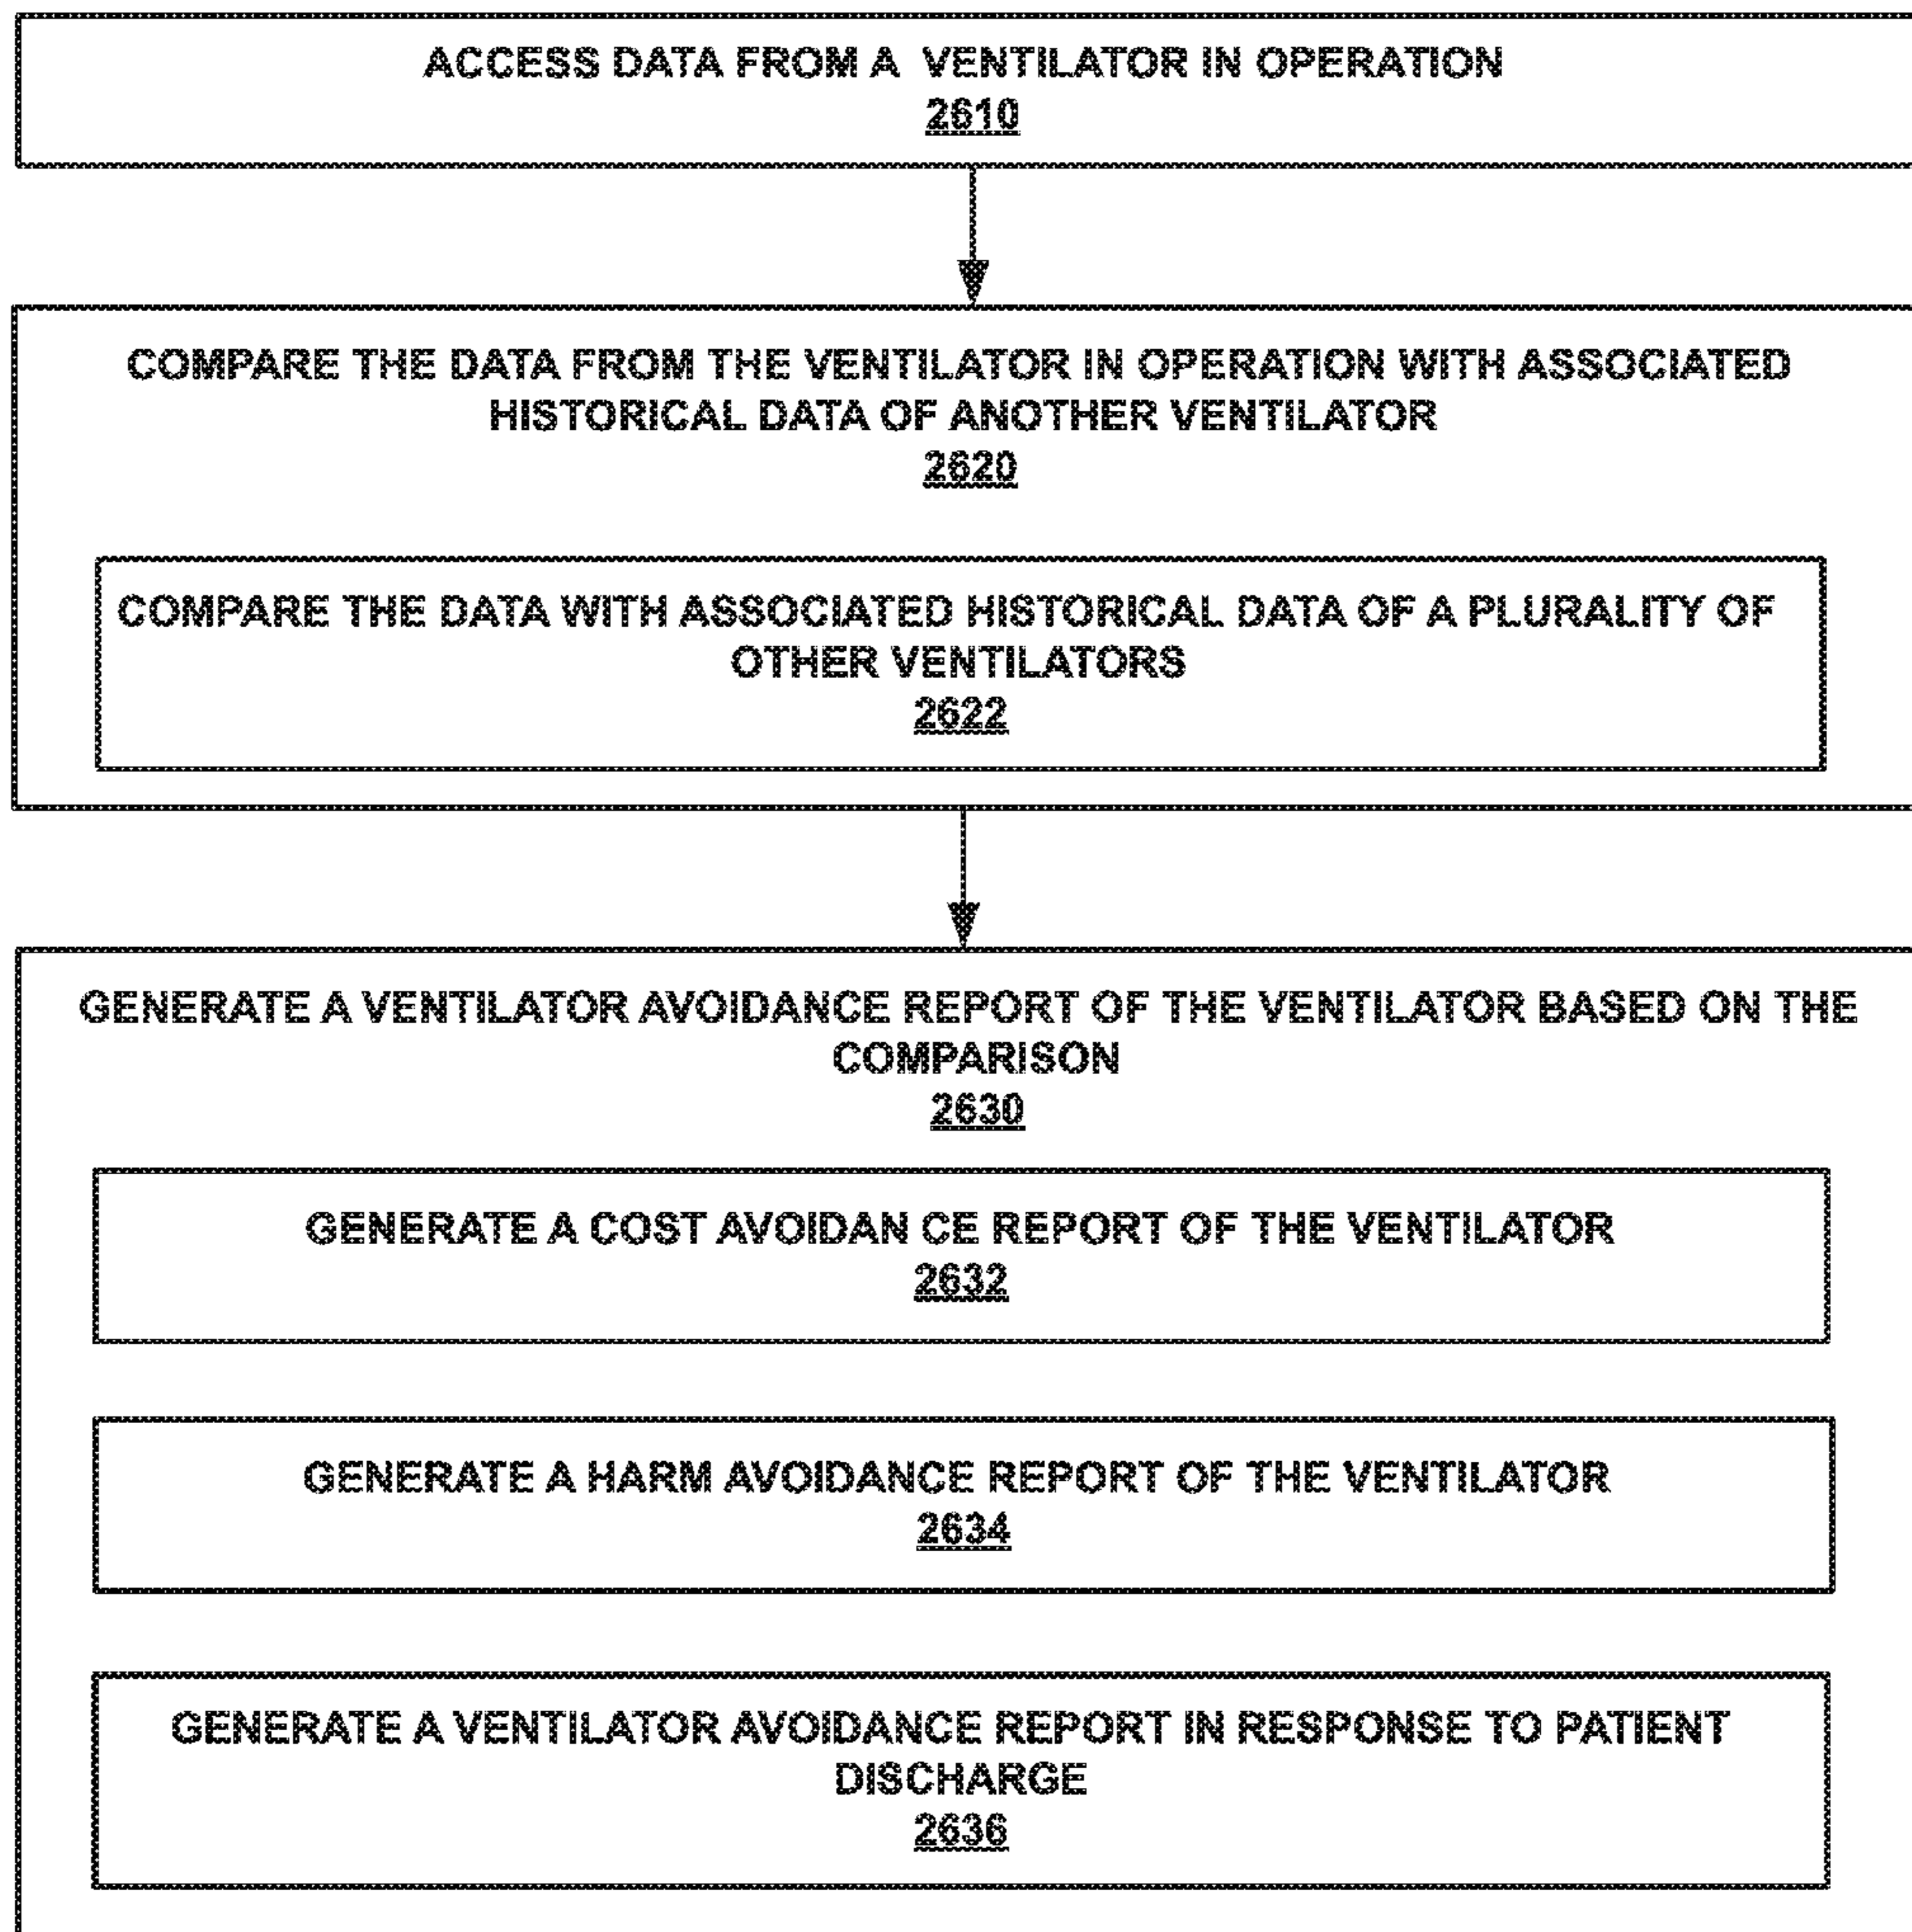 ACCESS DATA FROM A VENTILATOR IN OPERATION
2610
COMPARE THE DATA FROM THE VENTILATOR IN OPERATION WITH ASSOCIATED
HISTORICAL DATA OF ANOTHER VENTILATOR
2620
COMPARE THE DATA WITH ASSOCIATED HISTORICAL DATA OF A PLURALITY OF
OTHER VENTILATORS
2622
GENERATE A VENTILATOR AVOIDANCE REPORT OF THE VENTILATOR BASED ON THE
COMPARISON
2630
GENERATE A COST AVOIDAN CE REPORT OF THE VENTILATOR
2632
GENERATE A HARM AVOIDANCE REPORT OF THE VENTILATOR
2634
GENERATE A VENTILATOR AVOIDANCE REPORT IN RESPONSE TO PATIENT
DISCHARGE
2636